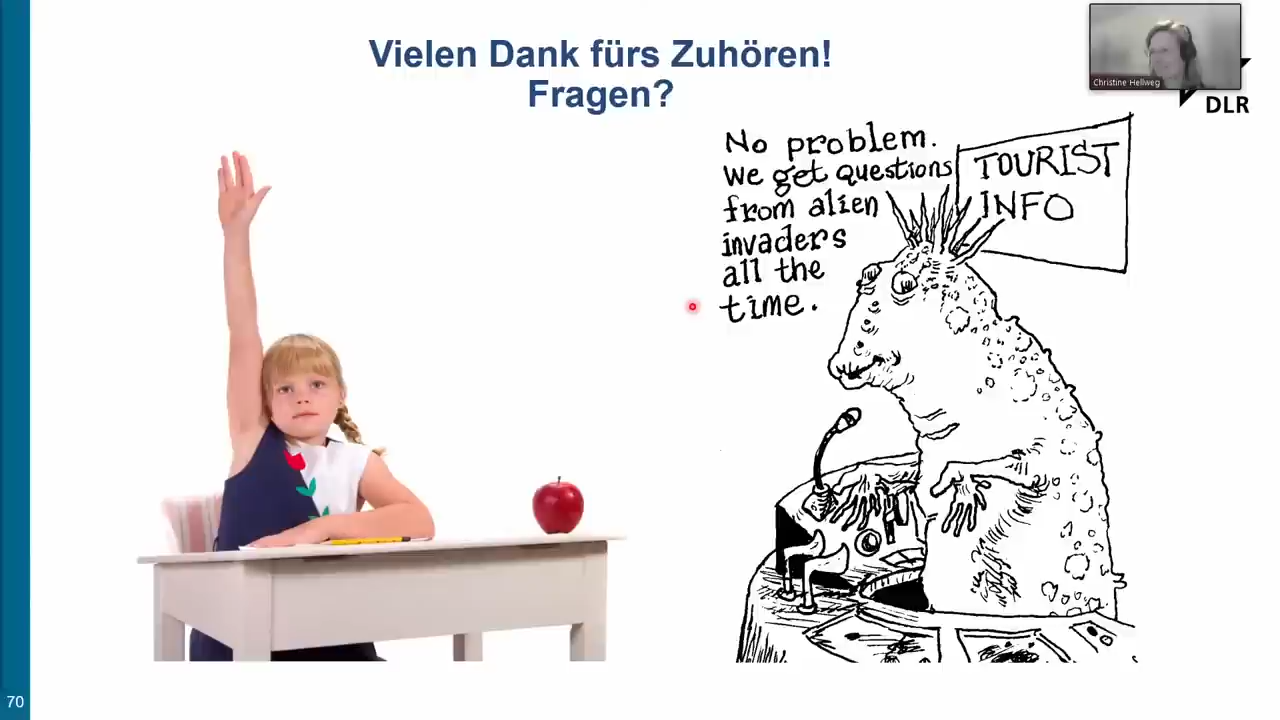 Vielen Dank fürs Zuhören!
Fragen?
Christine Hellweg
DLR
No problem.
We get questions
from alien
invaders
all the
time.
TOURIST
INFO
70